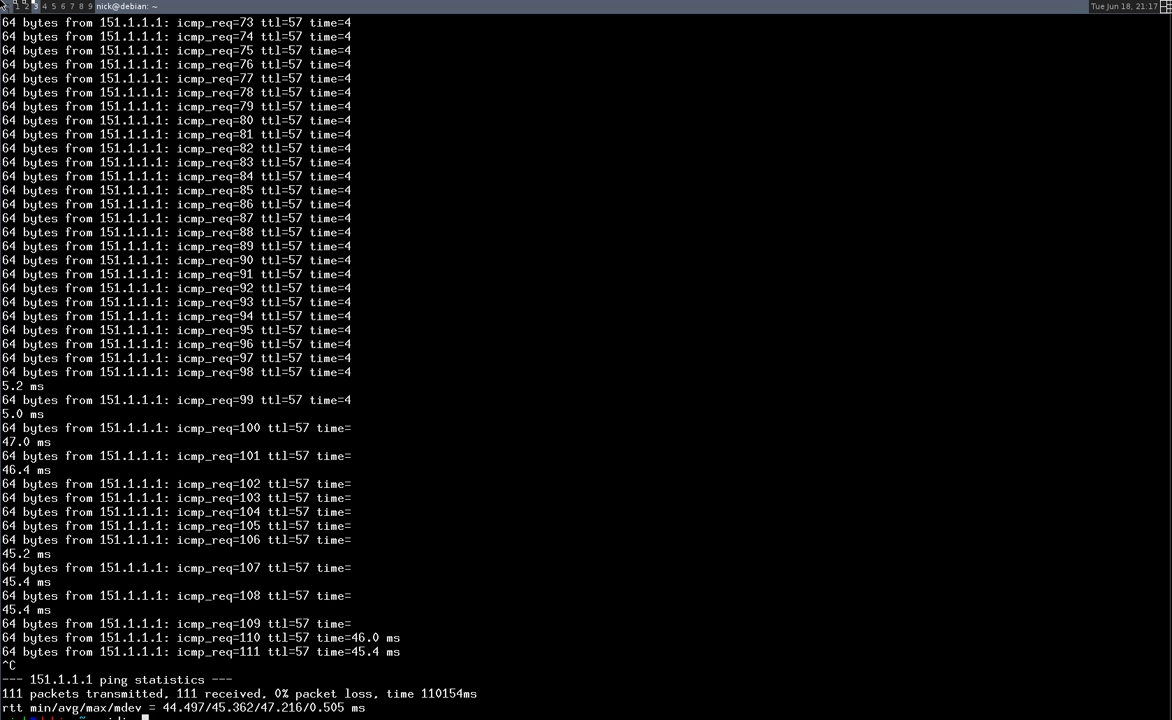 1 2 3 4 5 6 7 8 9 nick@debian: ~ Tue Jun 18, 21:17
64 bytes from 151.1.1.1: icmp_req=73 ttl=57 time=4
64 bytes from 151.1.1.1: icmp_req=74 ttl=57 time=4
64 bytes from 151.1.1.1: icmp_req=75 ttl=57 time=4
64 bytes from 151.1.1.1: icmp_req=76 ttl=57 time=4
64 bytes from 151.1.1.1: icmp_req=77 ttl=57 time=4
64 bytes from 151.1.1.1: icmp_req=78 ttl=57 time=4
64 bytes from 151.1.1.1: icmp_req=79 ttl=57 time=4
64 bytes from 151.1.1.1: icmp_req=80 ttl=57 time=4
64 bytes from 151.1.1.1: icmp_req=81 ttl=57 time=4
64 bytes from 151.1.1.1: icmp_req=82 ttl=57 time=4
64 bytes from 151.1.1.1: icmp_req=83 ttl=57 time=4
64 bytes from 151.1.1.1: icmp_req=84 ttl=57 time=4
64 bytes from 151.1.1.1: icmp_req=85 ttl=57 time=4
64 bytes from 151.1.1.1: icmp_req=86 ttl=57 time=4
64 bytes from 151.1.1.1: icmp_req=87 ttl=57 time=4
64 bytes from 151.1.1.1: icmp_req=88 ttl=57 time=4
64 bytes from 151.1.1.1: icmp_req=89 ttl=57 time=4
64 bytes from 151.1.1.1: icmp_req=90 ttl=57 time=4
64 bytes from 151.1.1.1: icmp_req=91 ttl=57 time=4
64 bytes from 151.1.1.1: icmp_req=92 ttl=57 time=4
64 bytes from 151.1.1.1: icmp_req=93 ttl=57 time=4
64 bytes from 151.1.1.1: icmp_req=94 ttl=57 time=4
64 bytes from 151.1.1.1: icmp_req=95 ttl=57 time=4
64 bytes from 151.1.1.1: icmp_req=96 ttl=57 time=4
64 bytes from 151.1.1.1: icmp_req=97 ttl=57 time=4
64 bytes from 151.1.1.1: icmp_req=98 ttl=57 time=4
5.2 ms
64 bytes from 151.1.1.1: icmp_req=99 ttl=57 time=4
5.0 ms
64 bytes from 151.1.1.1: icmp_req=100 ttl=57 time=
47.0 ms
64 bytes from 151.1.1.1: icmp_req=101 ttl=57 time=
46.4 ms
64 bytes from 151.1.1.1: icmp_req=102 ttl=57 time=
64 bytes from 151.1.1.1: icmp_req=103 ttl=57 time=
64 bytes from 151.1.1.1: icmp_req=104 ttl=57 time=
64 bytes from 151.1.1.1: icmp_req=105 ttl=57 time=
64 bytes from 151.1.1.1: icmp_req=106 ttl=57 time=
45.2 ms
64 bytes from 151.1.1.1: icmp_req=107 ttl=57 time=
45.4 ms
64 bytes from 151.1.1.1: icmp_req=108 ttl=57 time=
45.4 ms
64 bytes from 151.1.1.1: icmp_req=109 ttl=57 time=
64 bytes from 151.1.1.1: icmp_req=110 ttl=57 time=46.0 ms
64 bytes from 151.1.1.1: icmp_req=111 ttl=57 time=45.4 ms
^C
--- 151.1.1.1 ping statistics ---
111 packets transmitted, 111 received, 0% packet loss, time 110154ms
rtt min/avg/max/mdev = 44.497/45.362/47.216/0.505 ms